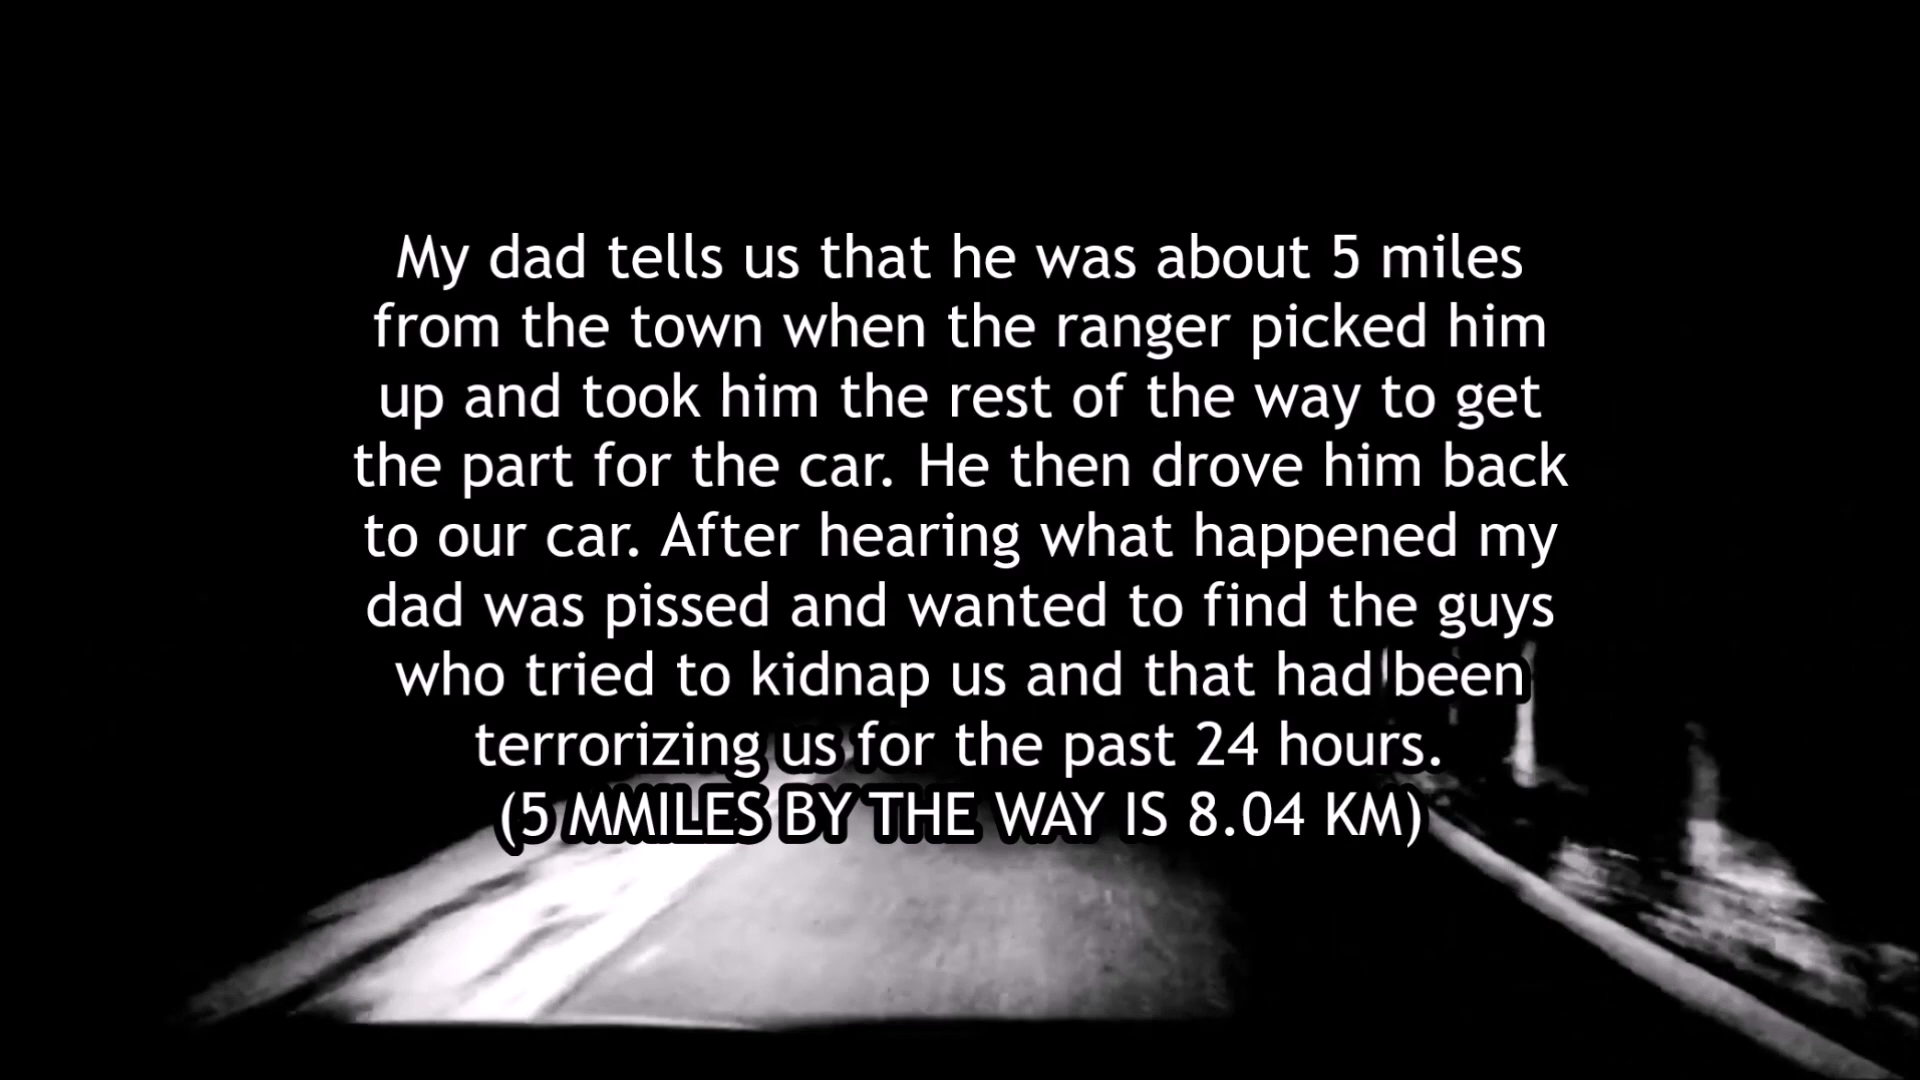 My dad tells us that he was about 5 miles
from the town when the ranger picked him
up and took him the rest of the way to get
the part for the car. He then drove him back
to our car. After hearing what happened my
dad was pissed and wanted to find the guys
who tried to kidnap us and that had been
terrorizing us for the past 24 hours.
(5 MMILES BY THE WAY IS 8.04 KM)